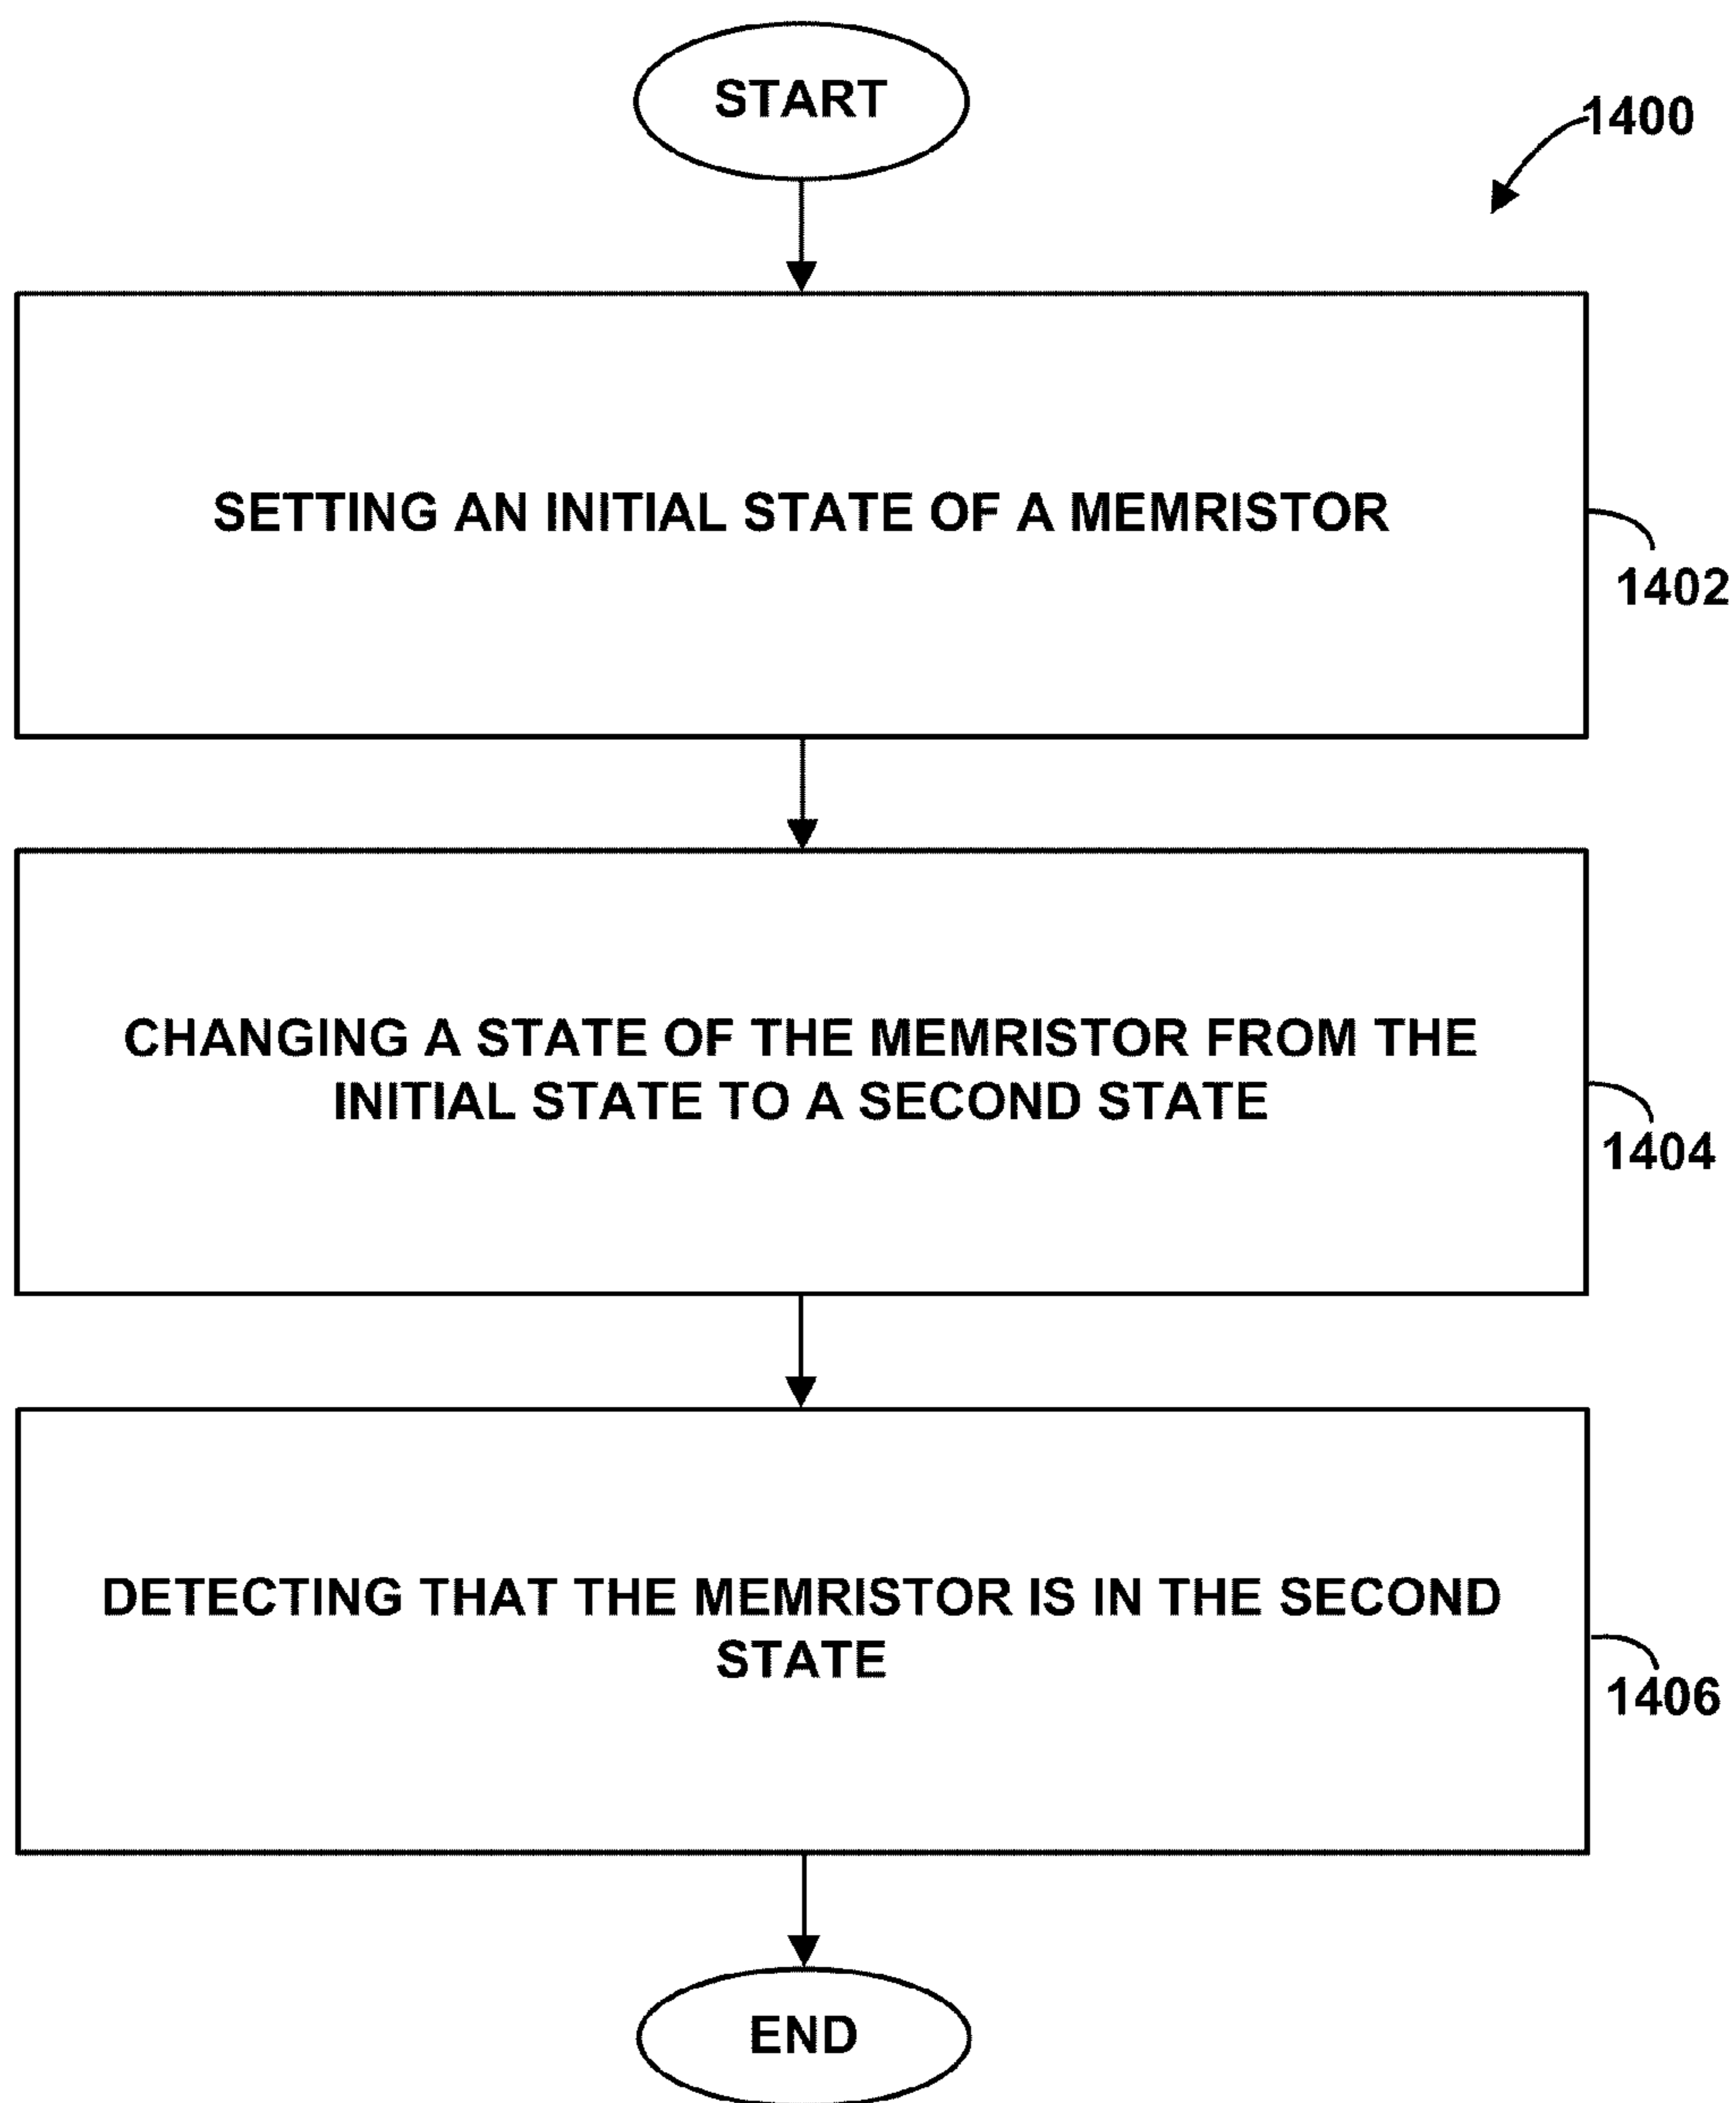 START
1400
SETTING AN INITIAL STATE OF A MEMRISTOR
1402
CHANGING A STATE OF THE MEMRISTOR FROM THE
INITIAL STATE TO A SECOND STATE
1404
DETECTING THAT THE MEMRISTOR IS IN THE SECOND
STATE
1406
END